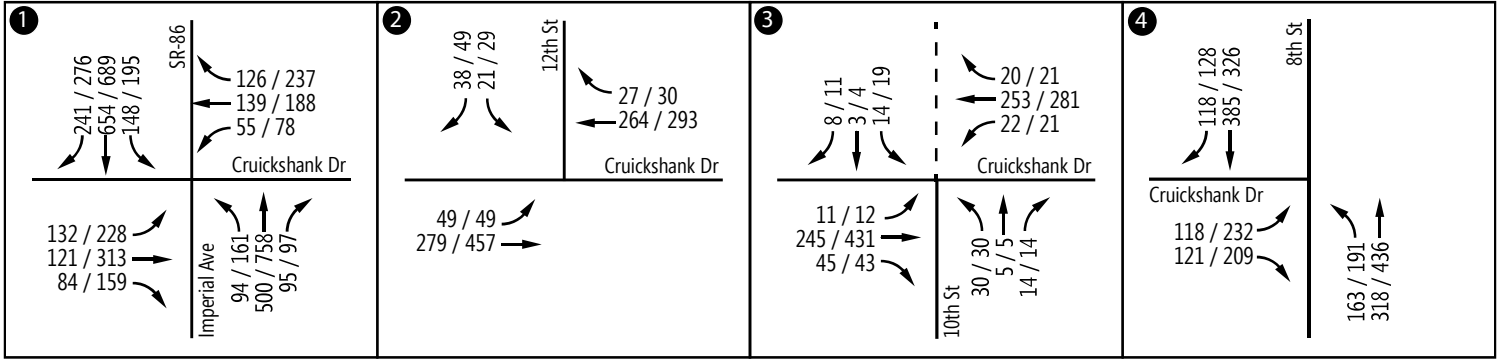 1
SR-86
241 / 276
654 / 689
148 / 195
126 / 237
139 / 188
55 / 78
Cruickshank Dr
132 / 228
121 / 313
84 / 159
Imperial Ave
94 / 161
500 / 758
95 / 97
2
38 / 49
21 / 29
12th St
27 / 30
264 / 293
Cruickshank Dr
49 / 49
279 / 457
3
8 / 11
3 / 4
14 / 19
20 / 21
253 / 281
22 / 21
Cruickshank Dr
11 / 12
245 / 431
45 / 43
10th St
30 / 30
5 / 5
14 / 14
4
118 / 128
385 / 326
8th St
Cruickshank Dr
118 / 232
121 / 209
163 / 191
318 / 436